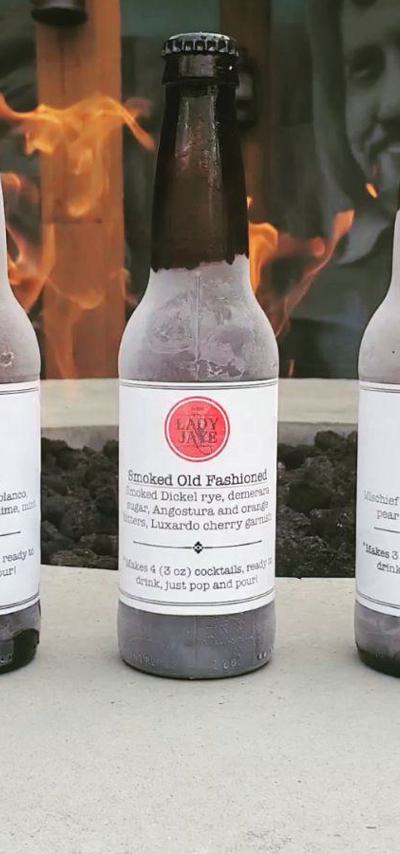 LADY
JAYE
Smoked Old Fashioned
Smoked Dickel rye, demerara
sugar, Angostura and orange
bitters, Luxardo cherry garnish
*Makes 4 (3 oz) cocktails, ready to
drink, just pop and pour!
blanco,
lime, mint
ready to
pour!
Mischief
pear
*Makes 3
drink